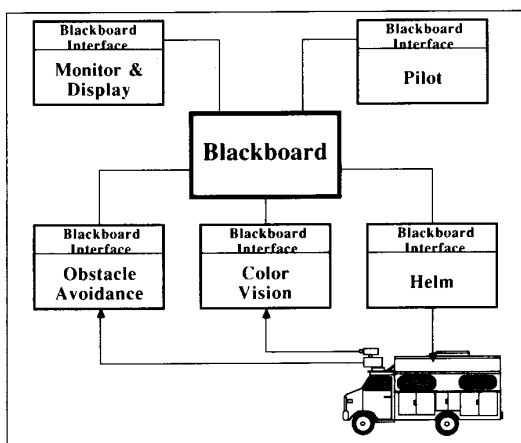 Blackboard
Interface
Monitor &
Display
Blackboard
Interface
Pilot
Blackboard
Blackboard
Interface
Obstacle
Avoidance
Blackboard
Interface
Color
Vision
Blackboard
Interface
Helm